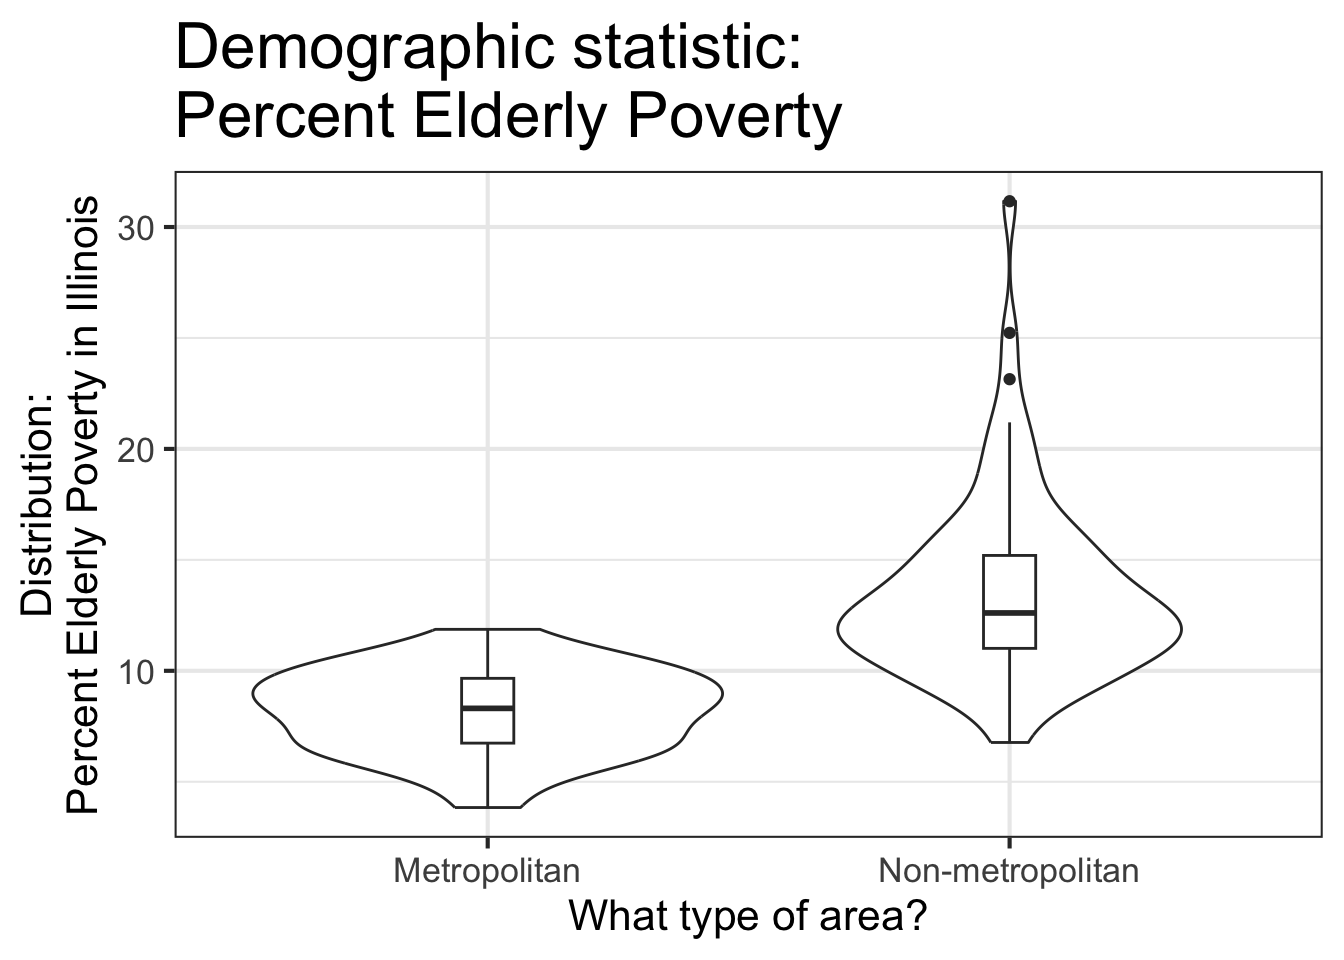 Demographic statistic:
Percent Elderly Poverty
Distribution:
Percent Elderly Poverty in Illinois
30
20
10
Metropolitan
Non-metropolitan
What type of area?